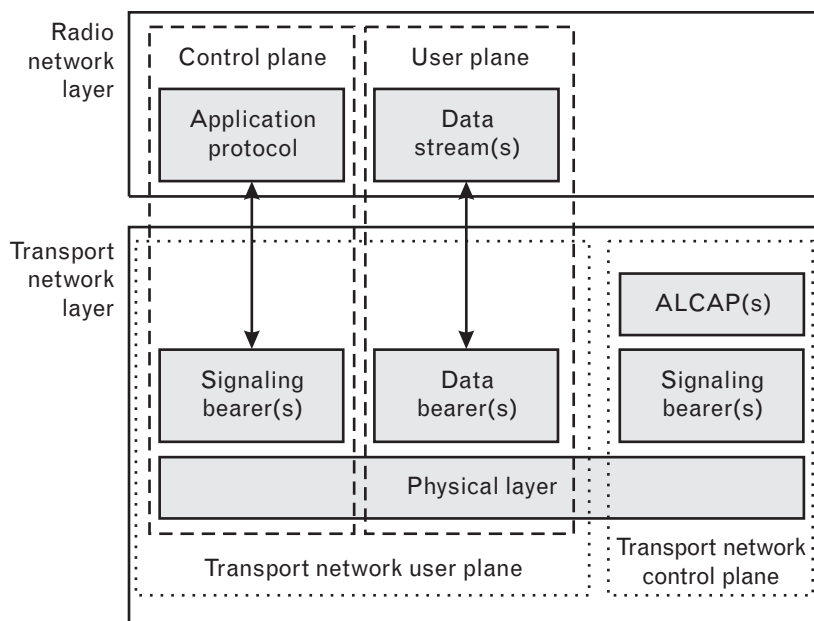 Radio
network
layer
Control plane
User plane
Application
protocol
Data
stream(s)
Transport
network
layer
ALCAP(s)
Signaling
bearer(s)
Data
bearer(s)
Signaling
bearer(s)
Physical layer
Transport network user plane
Transport network
control plane